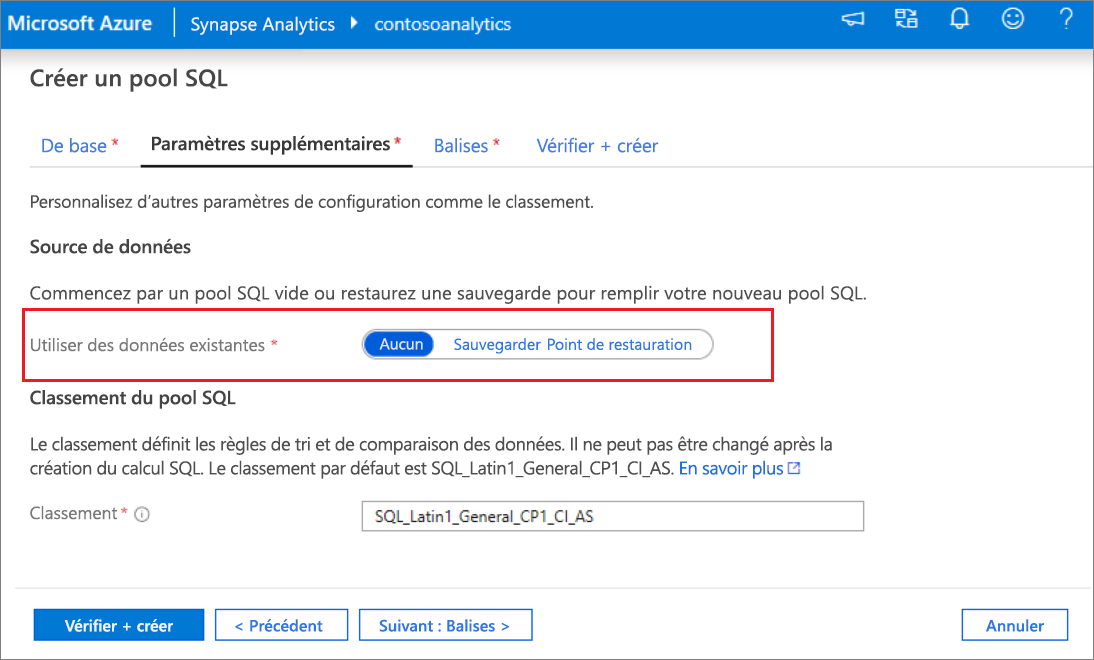 Microsoft Azure Synapse Analytics contosoanalytics ?
Créer un pool SQL
De base * Paramètres supplémentaires * Balises * Vérifier + créer
Personnalisez d'autres paramètres de configuration comme le classement.
Source de données
Commencez par un pool SQL vide ou restaurez une sauvegarde pour remplir votre nouveau pool SQL.
Utiliser des données existantes * Aucun Sauvegarder Point de restauration
Classement du pool SQL
Le classement définit les règles de tri et de comparaison des données. Il ne peut pas être changé après la
création du calcul SQL. Le classement par défaut est SQL_Latin1_General_CP1_CI_AS. En savoir plus
Classement * SQL_Latin1_General_CP1_CI_AS
Vérifier + créer < Précédent Suivant : Balises > Annuler